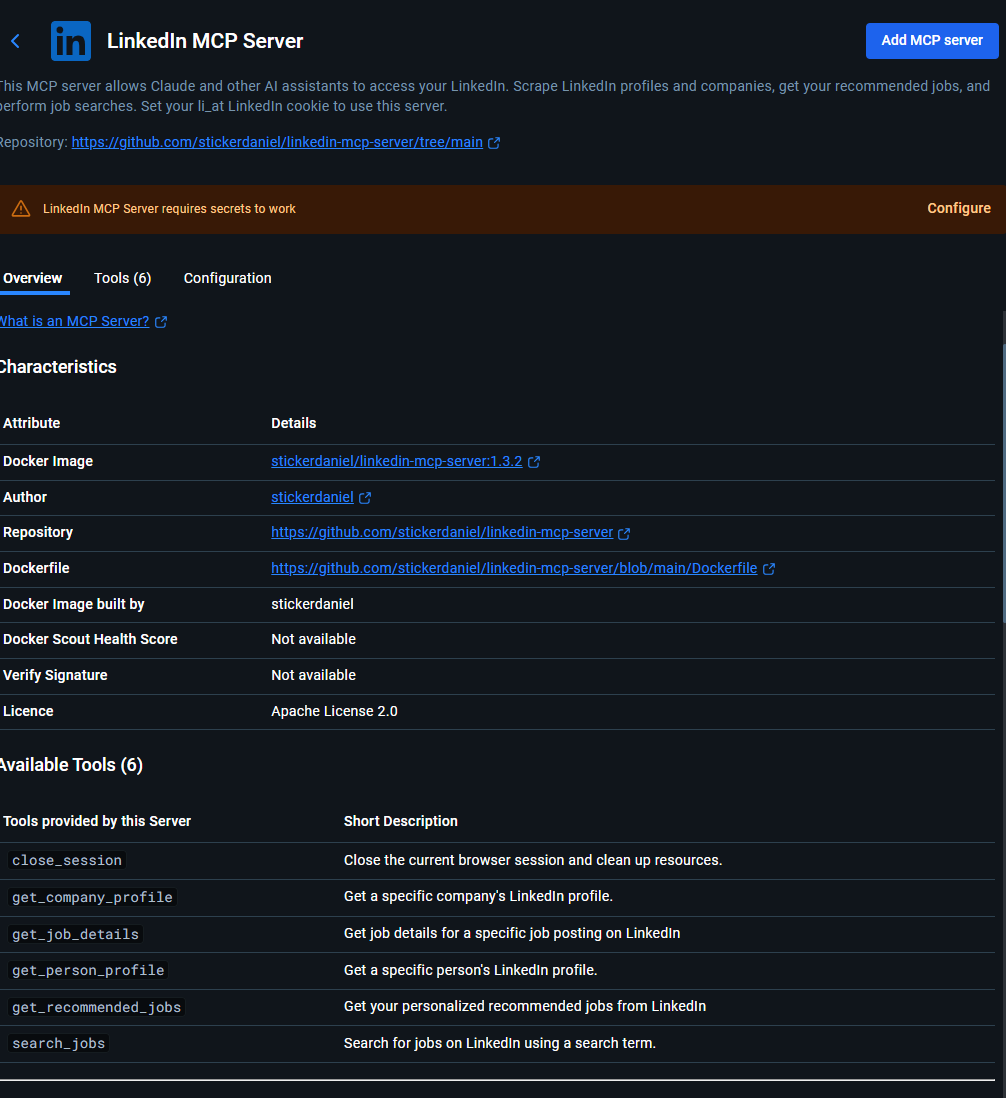 in LinkedIn MCP Server
Add MCP server
This MCP server allows Claude and other AI assistants to access your LinkedIn. Scrape LinkedIn profiles and companies, get your recommended jobs, and
perform job searches. Set your li_at LinkedIn cookie to use this server.
Repository: https://github.com/stickerdaniel/linkedin-mcp-server/tree/main
LinkedIn MCP Server requires secrets to work
Configure
Overview Tools (6) Configuration
What is an MCP Server?
Characteristics
Attribute Details
Docker Image stickerdaniel/linkedin-mcp-server:1.3.2
Author stickerdaniel
Repository https://github.com/stickerdaniel/linkedin-mcp-server
Dockerfile https://github.com/stickerdaniel/linkedin-mcp-server/blob/main/Dockerfile
Docker Image built by stickerdaniel
Docker Scout Health Score Not available
Verify Signature Not available
Licence Apache License 2.0
Available Tools (6)
Tools provided by this Server Short Description
close_session Close the current browser session and clean up resources.
get_company_profile Get a specific company's LinkedIn profile.
get_job_details Get job details for a specific job posting on LinkedIn
get_person_profile Get a specific person's LinkedIn profile.
get_recommended_jobs Get your personalized recommended jobs from LinkedIn
search_jobs Search for jobs on LinkedIn using a search term.